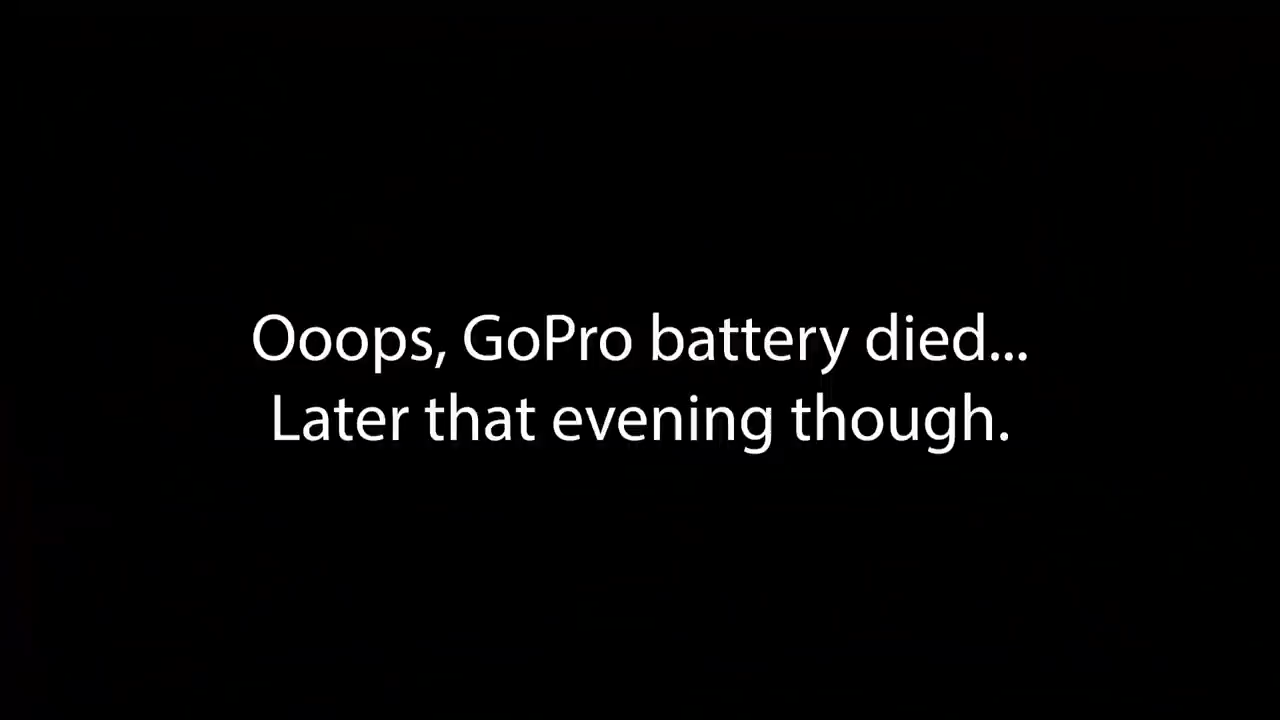 Ooops, GoPro battery died...
Later that evening though.